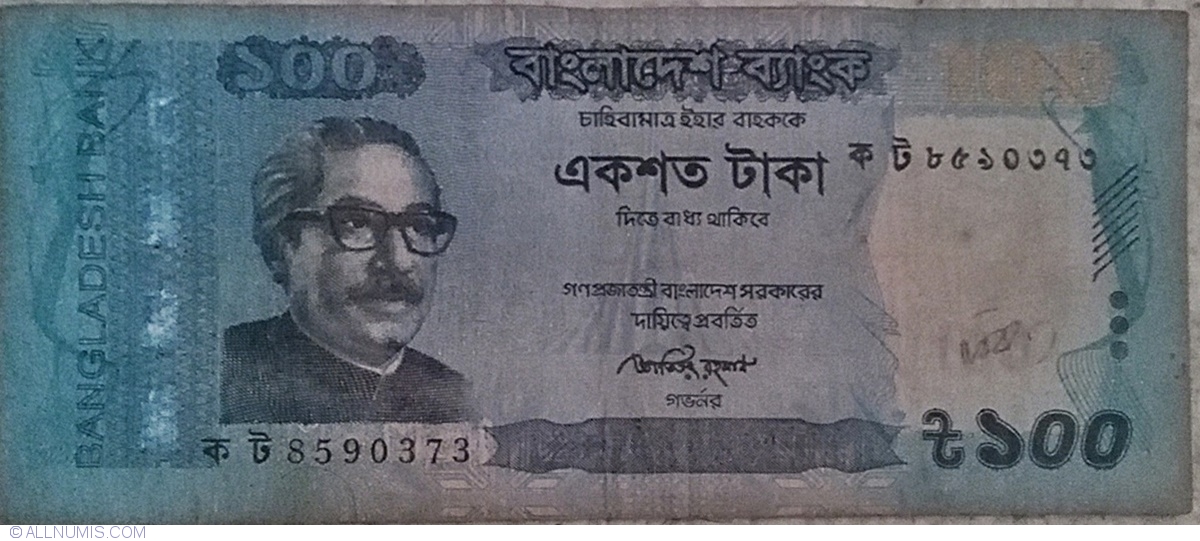 ১০০
বাংলাদেশ ব্যাংক
চাহিবামাত্র ইহার বাহককে
একশত টাকা
ক ট ৮৫৯০৩৭৩
দিতে বাধ্য থাকিবে
গণপ্রজাতন্ত্রী বাংলাদেশ সরকারের
দায়িত্বে প্রবর্তিত
গভর্নর
ক ট 8590373
৳১০০
BANGLADESH BANK
© ALLNUMIS.COM